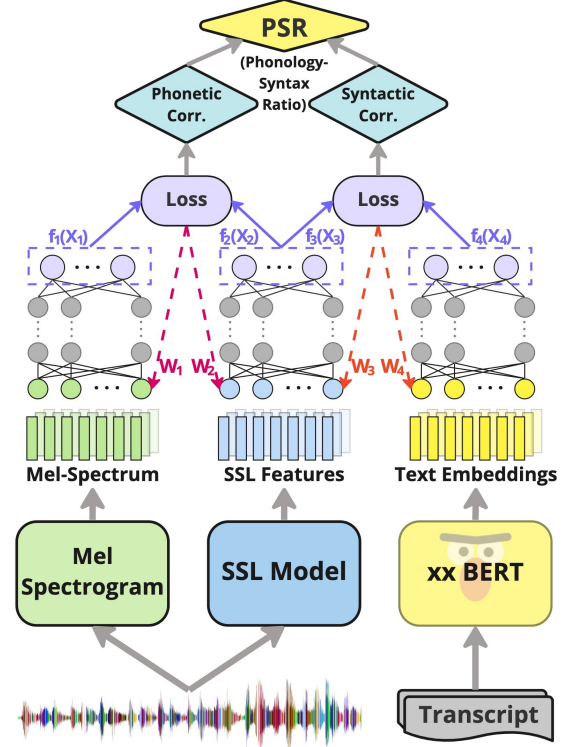 PSR
(Phonology-
Syntax
Ratio)
Phonetic
Corr.
Syntactic
Corr.
Loss
Loss
f₁(X₁)
f₂(X₂)
f₃(X₃)
f₄(X₄)
W₁
W₂
W₃
W₄
Mel-Spectrum
SSL Features
Text Embeddings
Mel
Spectrogram
SSL Model
xx BERT
Transcript